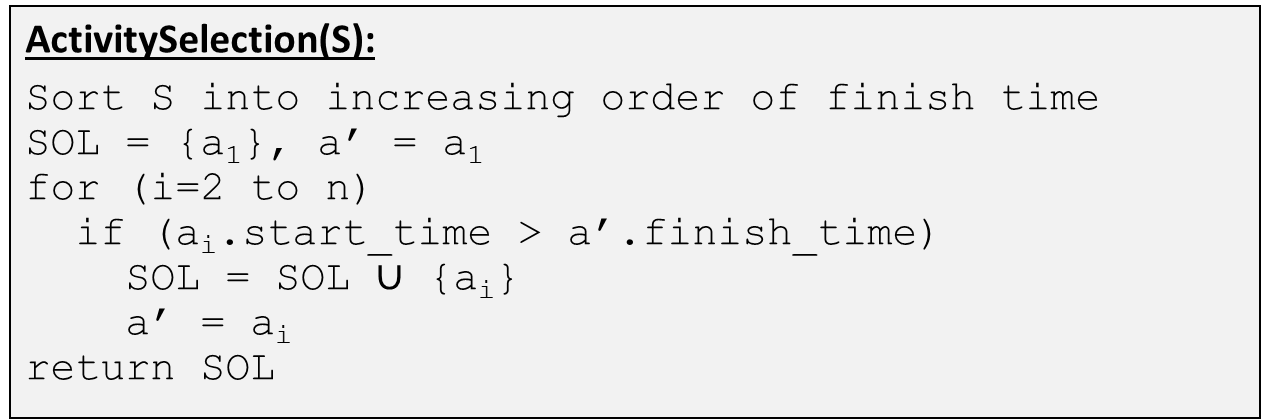 ActivitySelection(S):
Sort S into increasing order of finish time
SOL = {a₁}, a′ = a₁
for (i=2 to n)
  if (aᵢ.start_time > a′.finish_time)
    SOL = SOL ∪ {aᵢ}
    a′ = aᵢ
return SOL